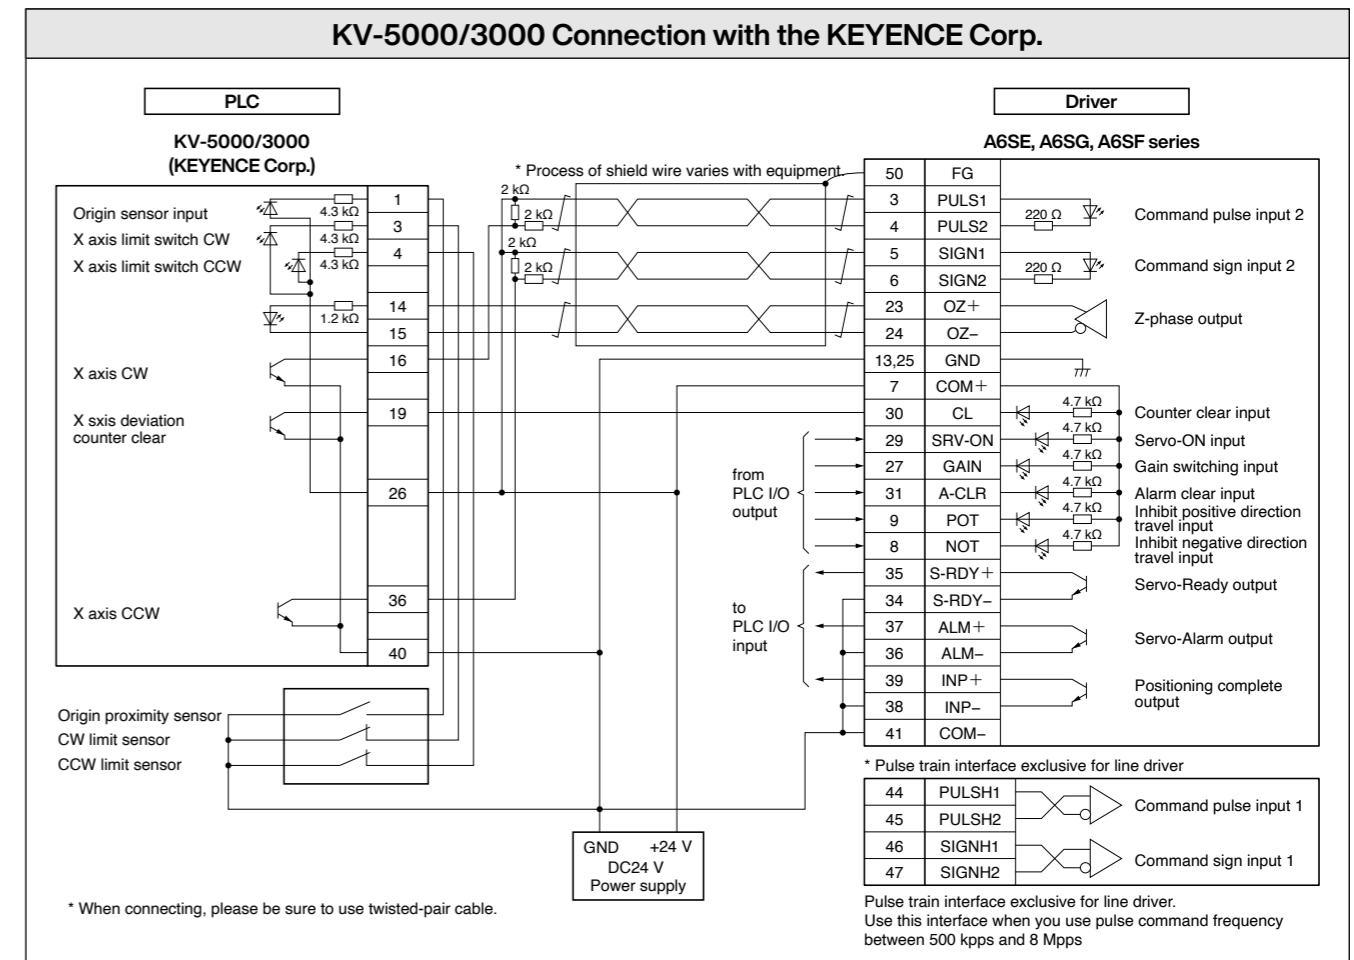 KV-5000/3000 Connection with the KEYENCE Corp.
PLC
Driver
KV-5000/3000
(KEYENCE Corp.)
A6SE, A6SG, A6SF series
* Process of shield wire varies with equipment.
Origin sensor input
X axis limit switch CW
X axis limit switch CCW
4.3 kΩ
4.3 kΩ
4.3 kΩ
1.2 kΩ
X axis CW
X sxis deviation
counter clear
X axis CCW
1
3
4
14
15
16
19
26
36
40
2 kΩ
2 kΩ
2 kΩ
2 kΩ
50 FG
3 PULS1
4 PULS2
5 SIGN1
6 SIGN2
23 OZ+
24 OZ−
13,25 GND
7 COM+
30 CL
29 SRV-ON
27 GAIN
31 A-CLR
9 POT
8 NOT
35 S-RDY+
34 S-RDY−
37 ALM+
36 ALM−
39 INP+
38 INP−
41 COM−
220 Ω
220 Ω
4.7 kΩ
4.7 kΩ
4.7 kΩ
4.7 kΩ
4.7 kΩ
4.7 kΩ
Command pulse input 2
Command sign input 2
Z-phase output
Counter clear input
Servo-ON input
Gain switching input
Alarm clear input
Inhibit positive direction
travel input
Inhibit negative direction
travel input
Servo-Ready output
Servo-Alarm output
Positioning complete
output
from
PLC I/O
output
to
PLC I/O
input
Origin proximity sensor
CW limit sensor
CCW limit sensor
GND +24 V
DC24 V
Power supply
* Pulse train interface exclusive for line driver
44 PULSH1
45 PULSH2
46 SIGNH1
47 SIGNH2
Command pulse input 1
Command sign input 1
* When connecting, please be sure to use twisted-pair cable.
Pulse train interface exclusive for line driver.
Use this interface when you use pulse command frequency
between 500 kpps and 8 Mpps